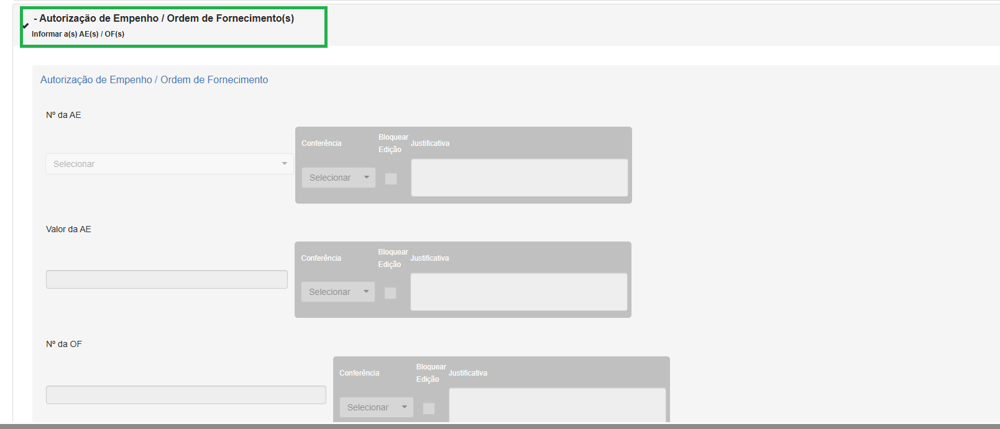 - Autorização de Empenho / Ordem de Fornecimento(s)
Informar a(s) AE(s) / OF(s)
Autorização de Empenho / Ordem de Fornecimento
Nº da AE
Selecionar
Conferência
Bloquear
Edição
Justificativa
Selecionar
Valor da AE
Conferência
Bloquear
Edição
Justificativa
Selecionar
Nº da OF
Conferência
Bloquear
Edição
Justificativa
Selecionar